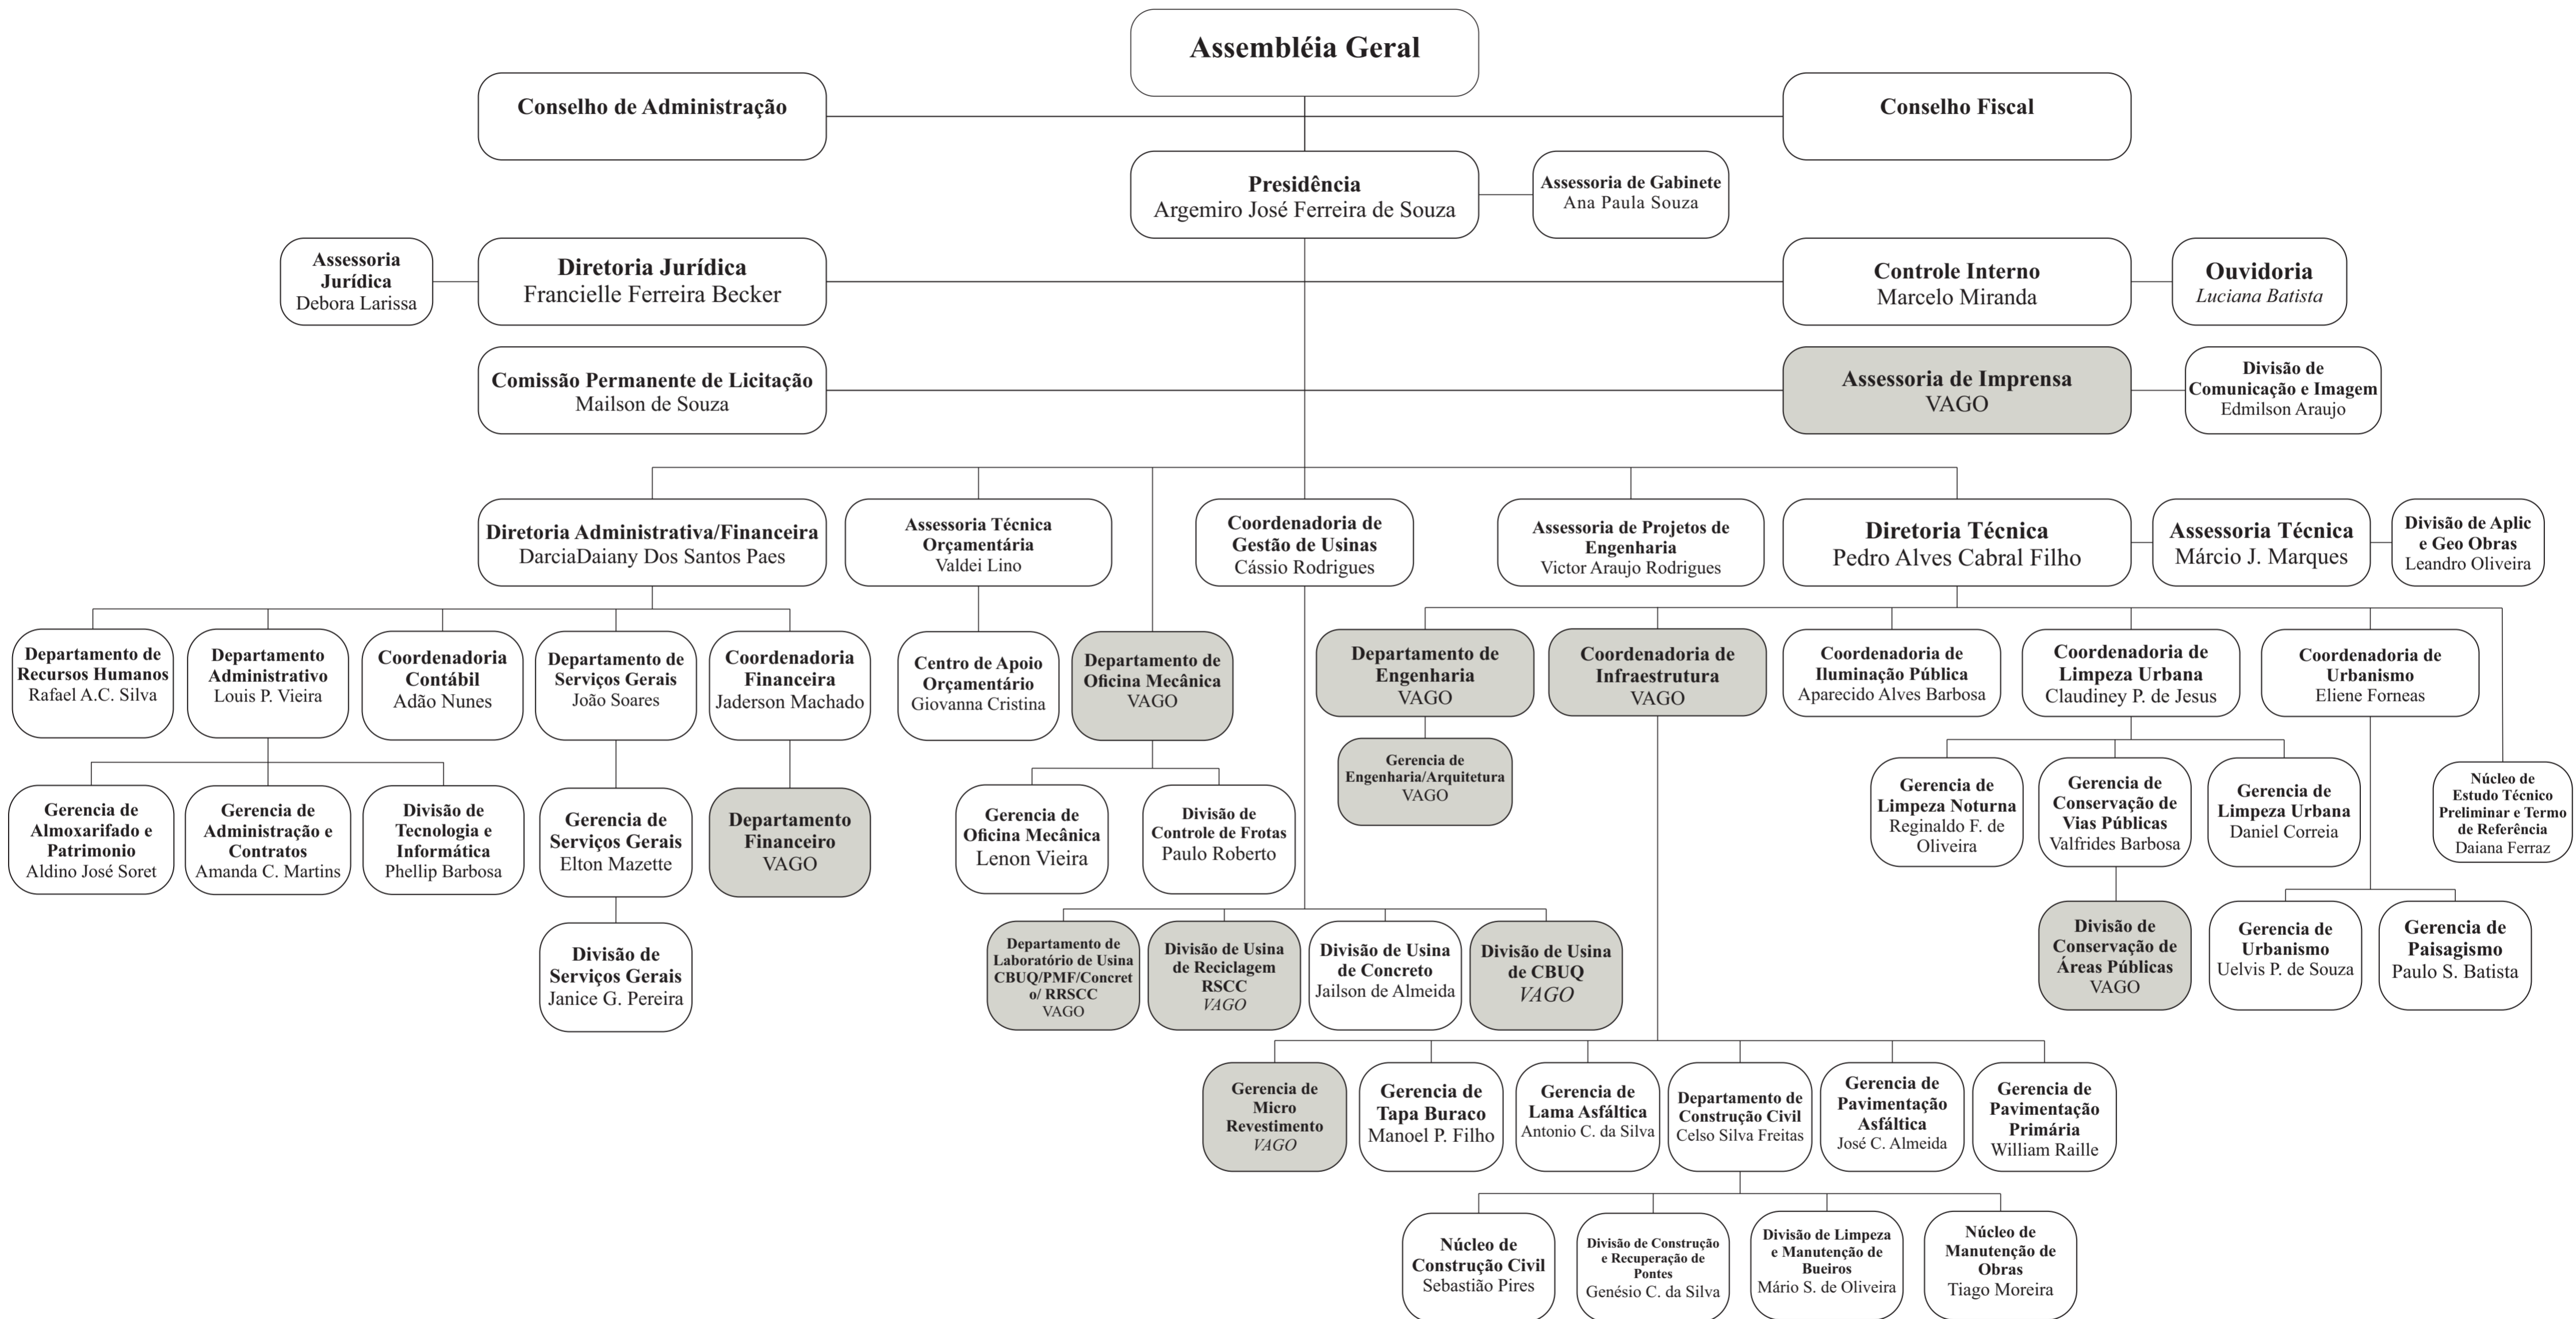 Assembléia Geral
Conselho de Administração
Conselho Fiscal
Presidência
Argemiro José Ferreira de Souza
Assessoria de Gabinete
Ana Paula Souza
Assessoria
Jurídica
Debora Larissa
Diretoria Jurídica
Francielle Ferreira Becker
Controle Interno
Marcelo Miranda
Ouvidoria
Luciana Batista
Comissão Permanente de Licitação
Mailson de Souza
Assessoria de Imprensa
VAGO
Divisão de
Comunicação e Imagem
Edmilson Araujo
Diretoria Administrativa/Financeira
DarciaDaiany Dos Santos Paes
Assessoria Técnica
Orçamentária
Valdei Lino
Coordenadoria de
Gestão de Usinas
Cássio Rodrigues
Assessoria de Projetos de
Engenharia
Victor Araujo Rodrigues
Diretoria Técnica
Pedro Alves Cabral Filho
Assessoria Técnica
Márcio J. Marques
Divisão de Aplic
e Geo Obras
Leandro Oliveira
Departamento de
Recursos Humanos
Rafael A.C. Silva
Departamento
Administrativo
Louis P. Vieira
Coordenadoria
Contábil
Adão Nunes
Departamento de
Serviços Gerais
João Soares
Coordenadoria
Financeira
Jaderson Machado
Centro de Apoio
Orçamentário
Giovanna Cristina
Departamento de
Oficina Mecânica
VAGO
Departamento de
Engenharia
VAGO
Coordenadoria de
Infraestrutura
VAGO
Coordenadoria de
Iluminação Pública
Aparecido Alves Barbosa
Coordenadoria de
Limpeza Urbana
Claudiney P. de Jesus
Coordenadoria de
Urbanismo
Eliene Forneas
Gerencia de
Engenharia/Arquitetura
VAGO
Gerencia de
Almoxarifado e
Patrimonio
Aldino José Soret
Gerencia de
Administração e
Contratos
Amanda C. Martins
Divisão de
Tecnologia e
Informática
Phellip Barbosa
Gerencia de
Serviços Gerais
Elton Mazette
Departamento
Financeiro
VAGO
Gerencia de
Oficina Mecânica
Lenon Vieira
Divisão de
Controle de Frotas
Paulo Roberto
Gerencia de
Limpeza Noturna
Reginaldo F. de
Oliveira
Gerencia de
Conservação de
Vias Públicas
Valfrides Barbosa
Gerencia de
Limpeza Urbana
Daniel Correia
Núcleo de
Estudo Técnico
Preliminar e Termo
de Referência
Daiana Ferraz
Divisão de
Serviços Gerais
Janice G. Pereira
Departamento de
Laboratório de Usina
CBUQ/PMF/Concret
o/ RRSCC
VAGO
Divisão de Usina
de Reciclagem
RSCC
VAGO
Divisão de Usina
de Concreto
Jailson de Almeida
Divisão de Usina
de CBUQ
VAGO
Divisão de
Conservação de
Áreas Públicas
VAGO
Gerencia de
Urbanismo
Uelvis P. de Souza
Gerencia de
Paisagismo
Paulo S. Batista
Gerencia de
Micro
Revestimento
VAGO
Gerencia de
Tapa Buraco
Manoel P. Filho
Gerencia de
Lama Asfáltica
Antonio C. da Silva
Departamento de
Construção Civil
Celso Silva Freitas
Gerencia de
Pavimentação
Asfáltica
José C. Almeida
Gerencia de
Pavimentação
Primária
William Raille
Núcleo de
Construção Civil
Sebastião Pires
Divisão de Construção
e Recuperação de
Pontes
Genésio C. da Silva
Divisão de Limpeza
e Manutenção de
Bueiros
Mário S. de Oliveira
Núcleo de
Manutenção de
Obras
Tiago Moreira